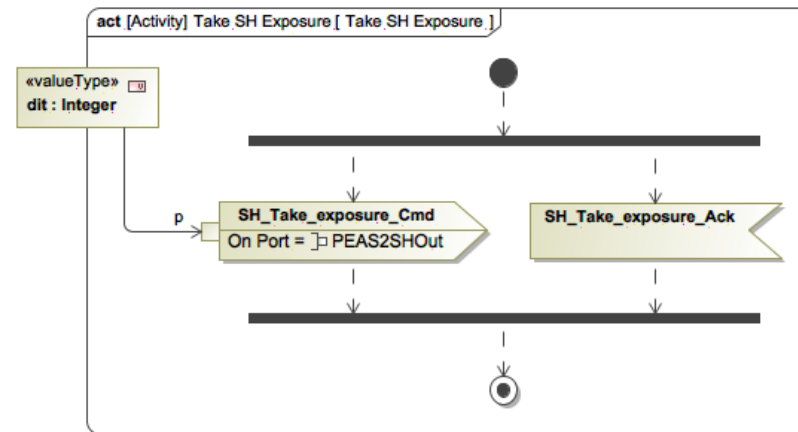 act [Activity] Take SH Exposure [ Take SH Exposure ]
«valueType»
dit : Integer
p
SH_Take_exposure_Cmd
On Port = PEAS2SHOut
SH_Take_exposure_Ack